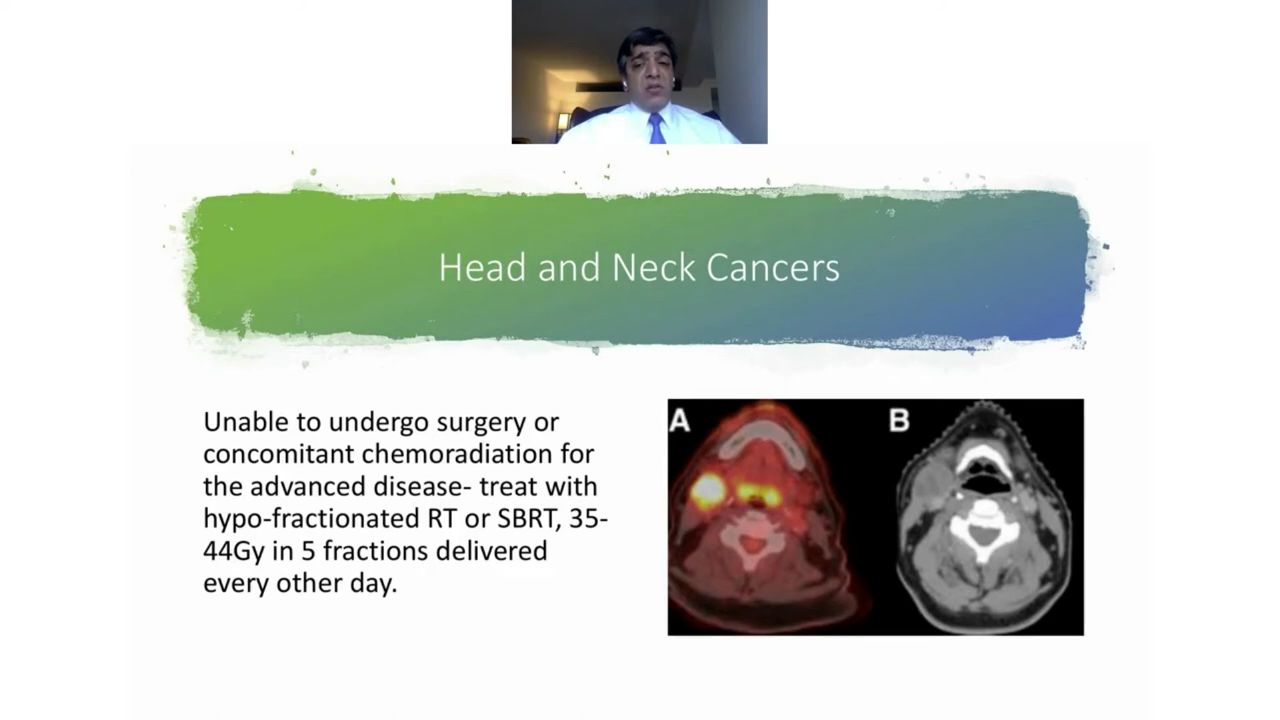 Head and Neck Cancers
Unable to undergo surgery or
concomitant chemoradiation for
the advanced disease- treat with
hypo-fractionated RT or SBRT, 35-
44Gy in 5 fractions delivered
every other day.
A
B